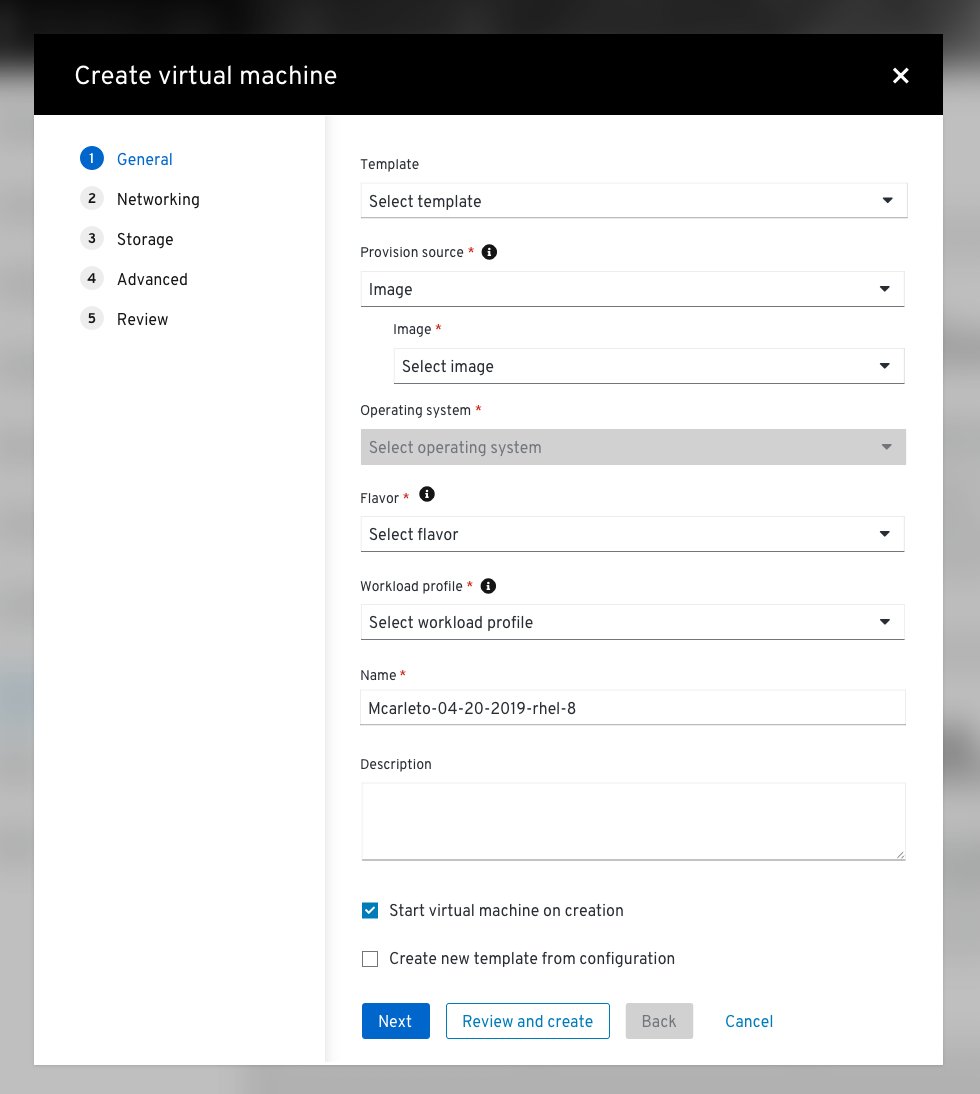 Create virtual machine
1 General
2 Networking
3 Storage
4 Advanced
5 Review
Template
Select template
Provision source *
Image
Image *
Select image
Operating system *
Select operating system
Flavor *
Select flavor
Workload profile *
Select workload profile
Name *
Mcarleto-04-20-2019-rhel-8
Description
Start virtual machine on creation
Create new template from configuration
Next Review and create Back Cancel